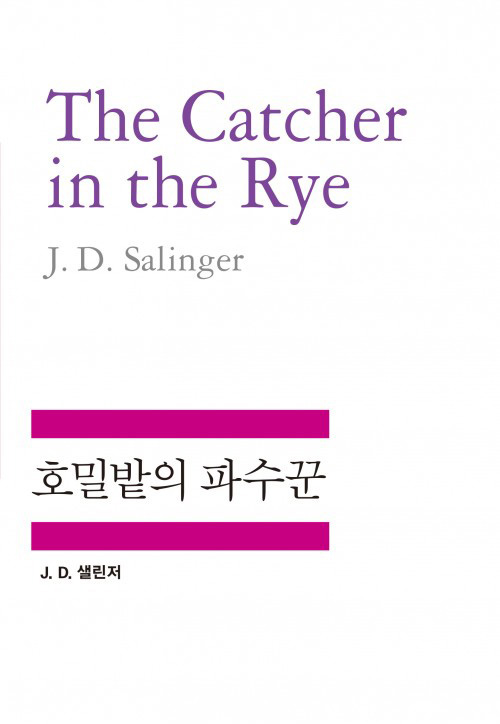 The Catcher
in the Rye
J. D. Salinger
호밀밭의 파수꾼
J. D. 샐린저